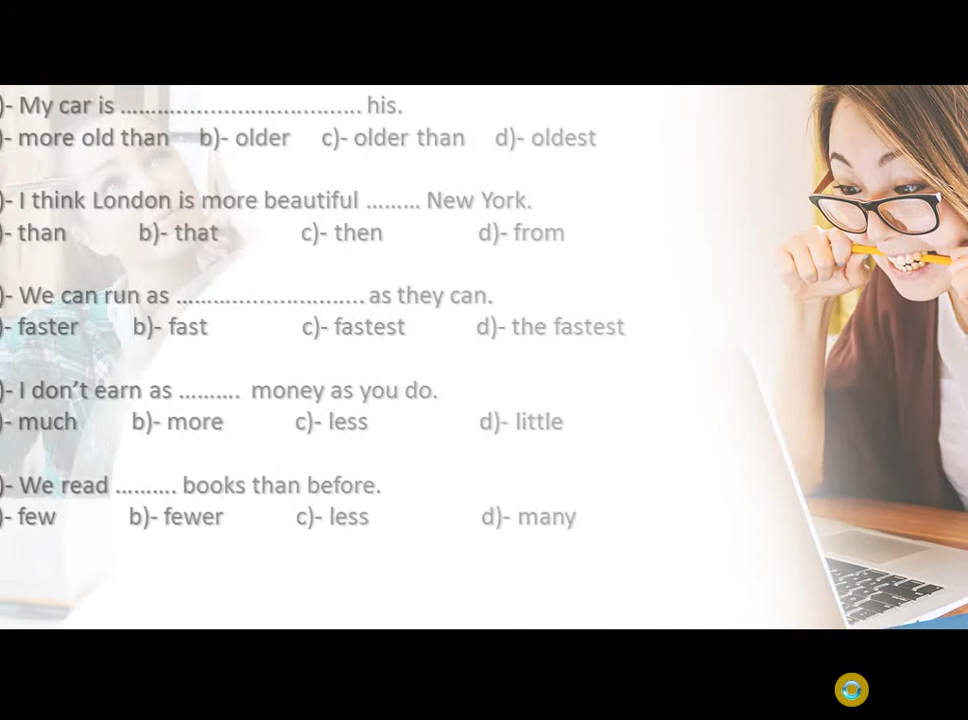 )- My car is ........................................ his.
)- more old than b)- older c)- older than d)- oldest
)- I think London is more beautiful ......... New York.
)- than b)- that c)- then d)- from
)- We can run as ................................ as they can.
)- faster b)- fast c)- fastest d)- the fastest
)- I don’t earn as .......... money as you do.
)- much b)- more c)- less d)- little
)- We read .......... books than before.
)- few b)- fewer c)- less d)- many